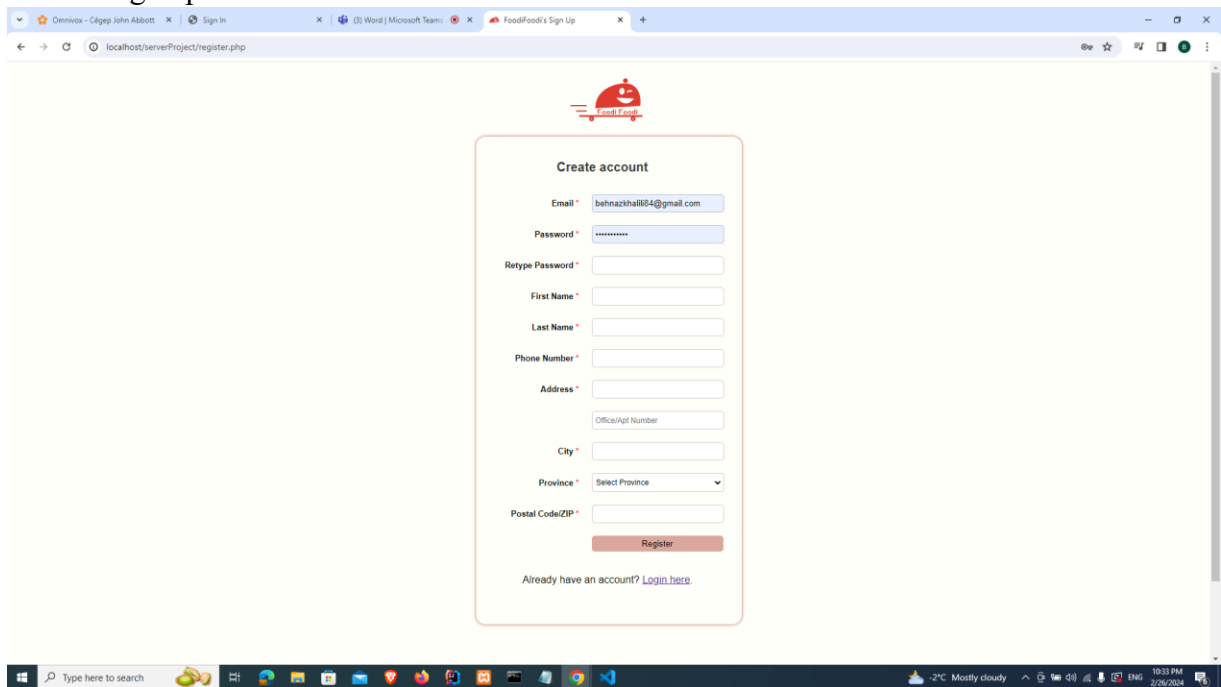 Omnivox - Cégep John Abbott
Sign In
(3) Word | Microsoft Teams
FoodiFoodi's Sign Up
localhost/serverProject/register.php
Foodi Foodi
Create account
Email *
behnazkhalili84@gmail.com
Password *
•••••••••••
Retype Password *
First Name *
Last Name *
Phone Number *
Address *
Office/Apt Number
City *
Province *
Select Province
Postal Code/ZIP *
Register
Already have an account? Login here.
Type here to search
-2°C Mostly cloudy
ENG
10:33 PM
2/26/2024